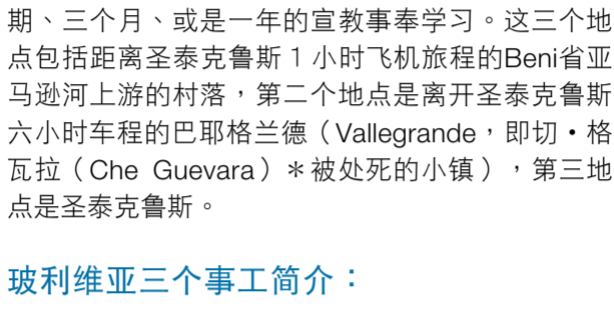 期、三个月、或是一年的宣教事奉学习。这三个地
点包括距离圣泰克鲁斯1小时飞机旅程的Beni省亚
马逊河上游的村落，第二个地点是离开圣泰克鲁斯
六小时车程的巴耶格兰德（Vallegrande，即切•格
瓦拉（Che Guevara）＊被处死的小镇），第三地
点是圣泰克鲁斯。
玻利维亚三个事工简介：